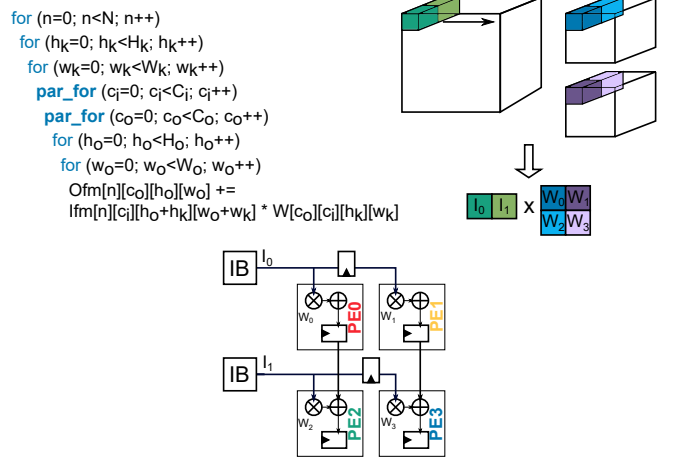 for (n=0; n<N; n++)
for (hk=0; hk<Hk; hk++)
for (wk=0; wk<Wk; wk++)
par_for (ci=0; ci<Ci; ci++)
par_for (co=0; co<Co; co++)
for (ho=0; ho<Ho; ho++)
for (wo=0; wo<Wo; wo++)
Ofm[n][co][ho][wo] +=
Ifm[n][ci][ho+hk][wo+wk] * W[co][ci][hk][wk]
I0 I1 x W0 W1
W2 W3
IB I0
W0 PE0 W1 PE1
IB I1
W2 PE2 W3 PE3